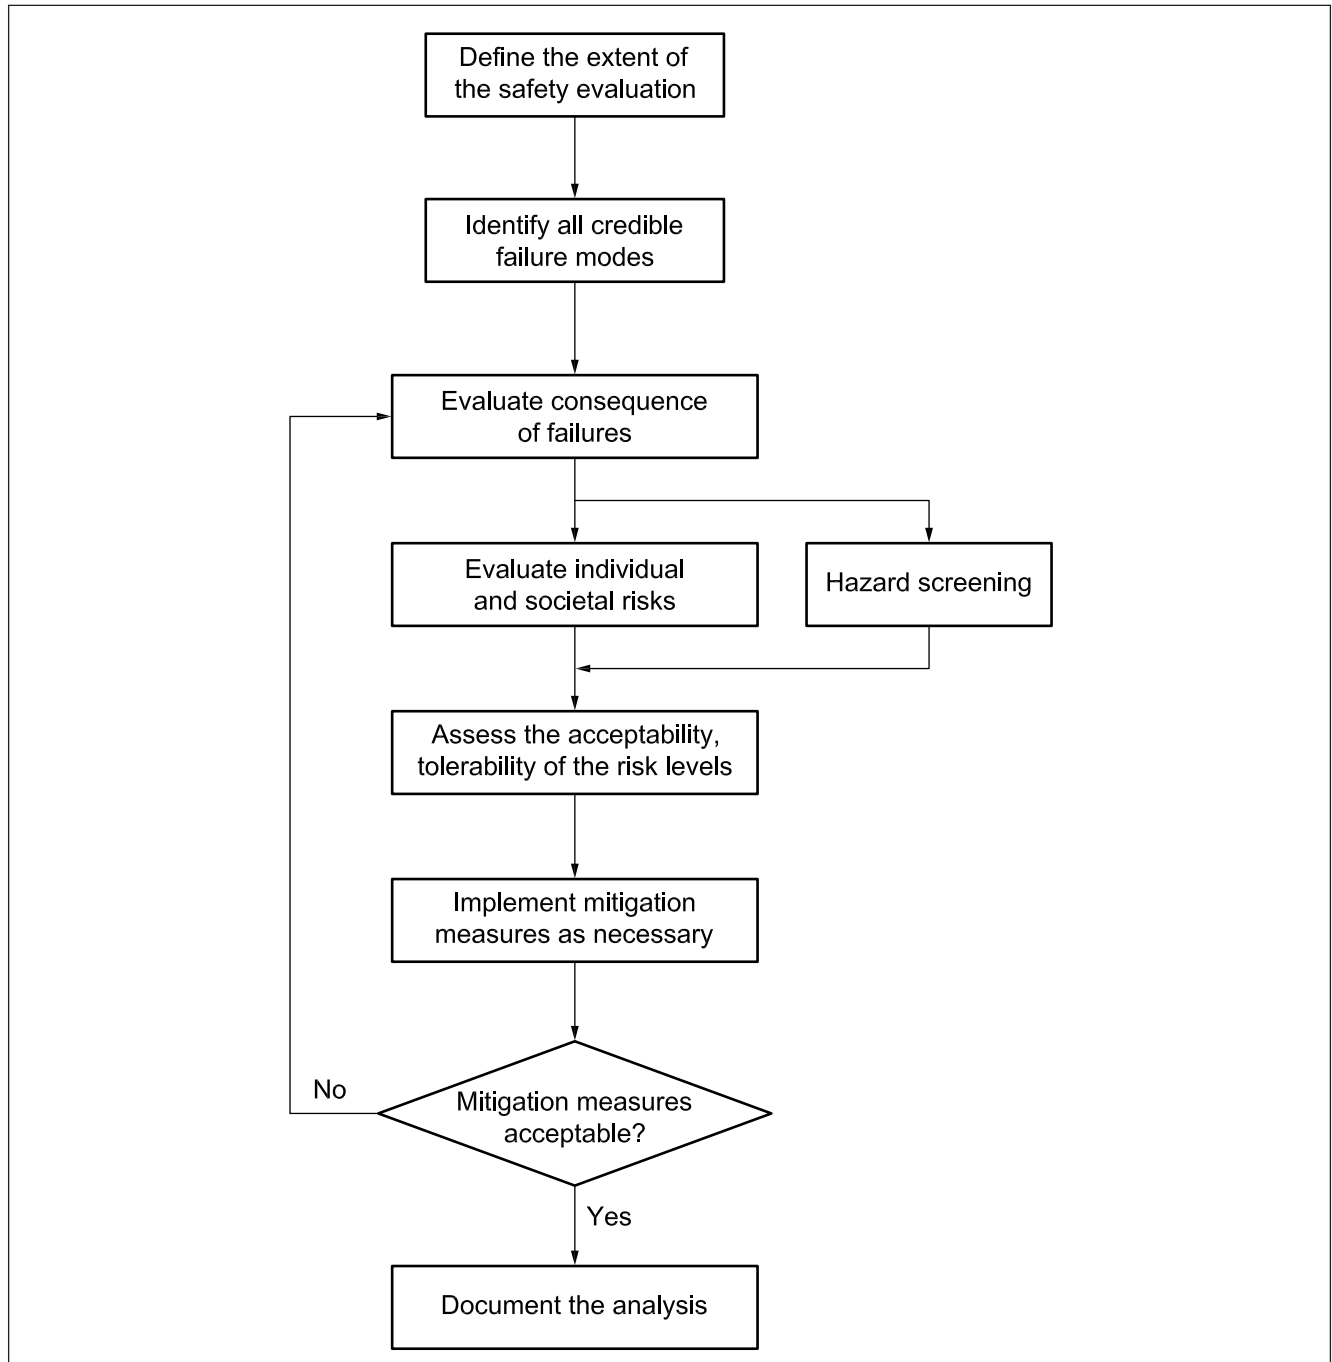 Define the extent of
the safety evaluation
Identify all credible
failure modes
Evaluate consequence
of failures
Evaluate individual
and societal risks
Hazard screening
Assess the acceptability,
tolerability of the risk levels
Implement mitigation
measures as necessary
No
Mitigation measures
acceptable?
Yes
Document the analysis